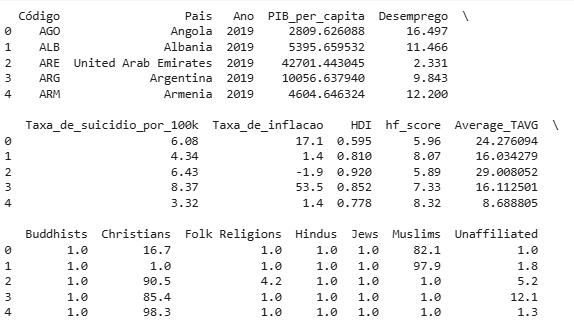 Código Pais Ano PIB_per_capita Desemprego \
0 AGO Angola 2019 2809.626088 16.497
1 ALB Albania 2019 5395.659532 11.466
2 ARE United Arab Emirates 2019 42701.443045 2.331
3 ARG Argentina 2019 10056.637940 9.843
4 ARM Armenia 2019 4604.646324 12.200
Taxa_de_suicidio_por_100k Taxa_de_inflacao HDI hf_score Average_TAVG \
0 6.08 17.1 0.595 5.96 24.276094
1 4.34 1.4 0.810 8.07 16.034279
2 6.43 -1.9 0.920 5.89 29.008052
3 8.37 53.5 0.852 7.33 16.112501
4 3.32 1.4 0.778 8.32 8.688805
Buddhists Christians Folk Religions Hindus Jews Muslims Unaffiliated
0 1.0 16.7 1.0 1.0 1.0 82.1 1.0
1 1.0 1.0 1.0 1.0 1.0 97.9 1.8
2 1.0 90.5 4.2 1.0 1.0 1.0 5.2
3 1.0 85.4 1.0 1.0 1.0 1.0 12.1
4 1.0 98.3 1.0 1.0 1.0 1.0 1.3